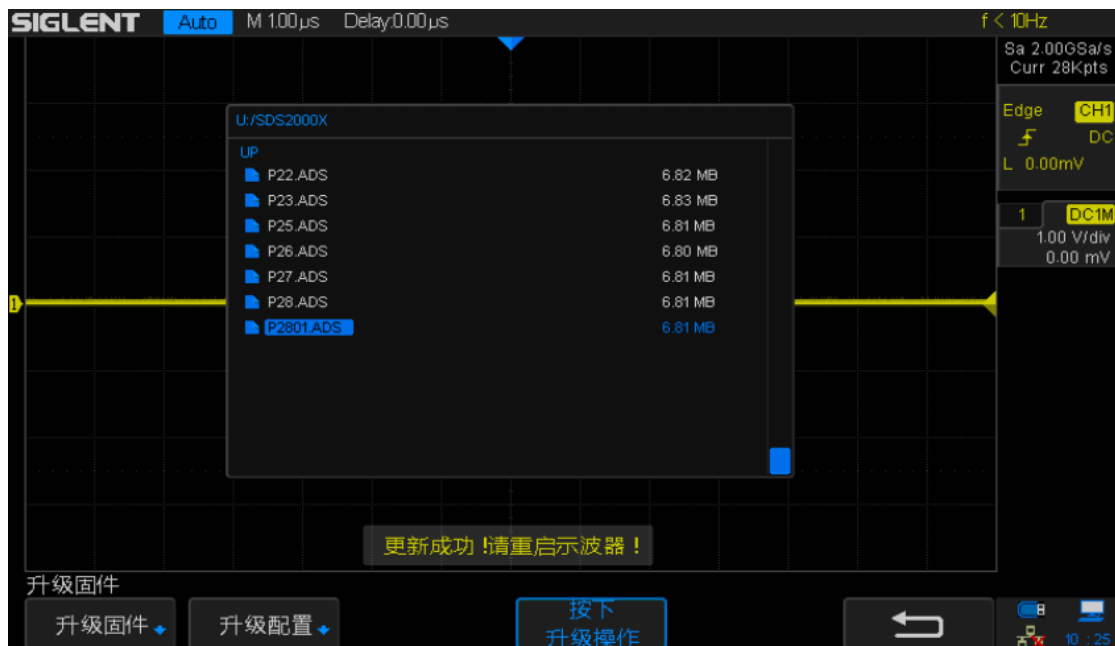 SIGLENT Auto M 1.00μs Delay:0.00μs f < 10Hz
Sa 2.00GSa/s
Curr 28Kpts
Edge CH1
DC
L 0.00mV
1 DC1M
1.00 V/div
0.00 mV
U:/SDS2000X
UP
P22.ADS 6.82 MB
P23.ADS 6.83 MB
P25.ADS 6.81 MB
P26.ADS 6.80 MB
P27.ADS 6.81 MB
P28.ADS 6.81 MB
P2801.ADS 6.81 MB
1
更新成功!请重启示波器!
升级固件
升级固件 升级配置 按下
升级操作
10 : 25